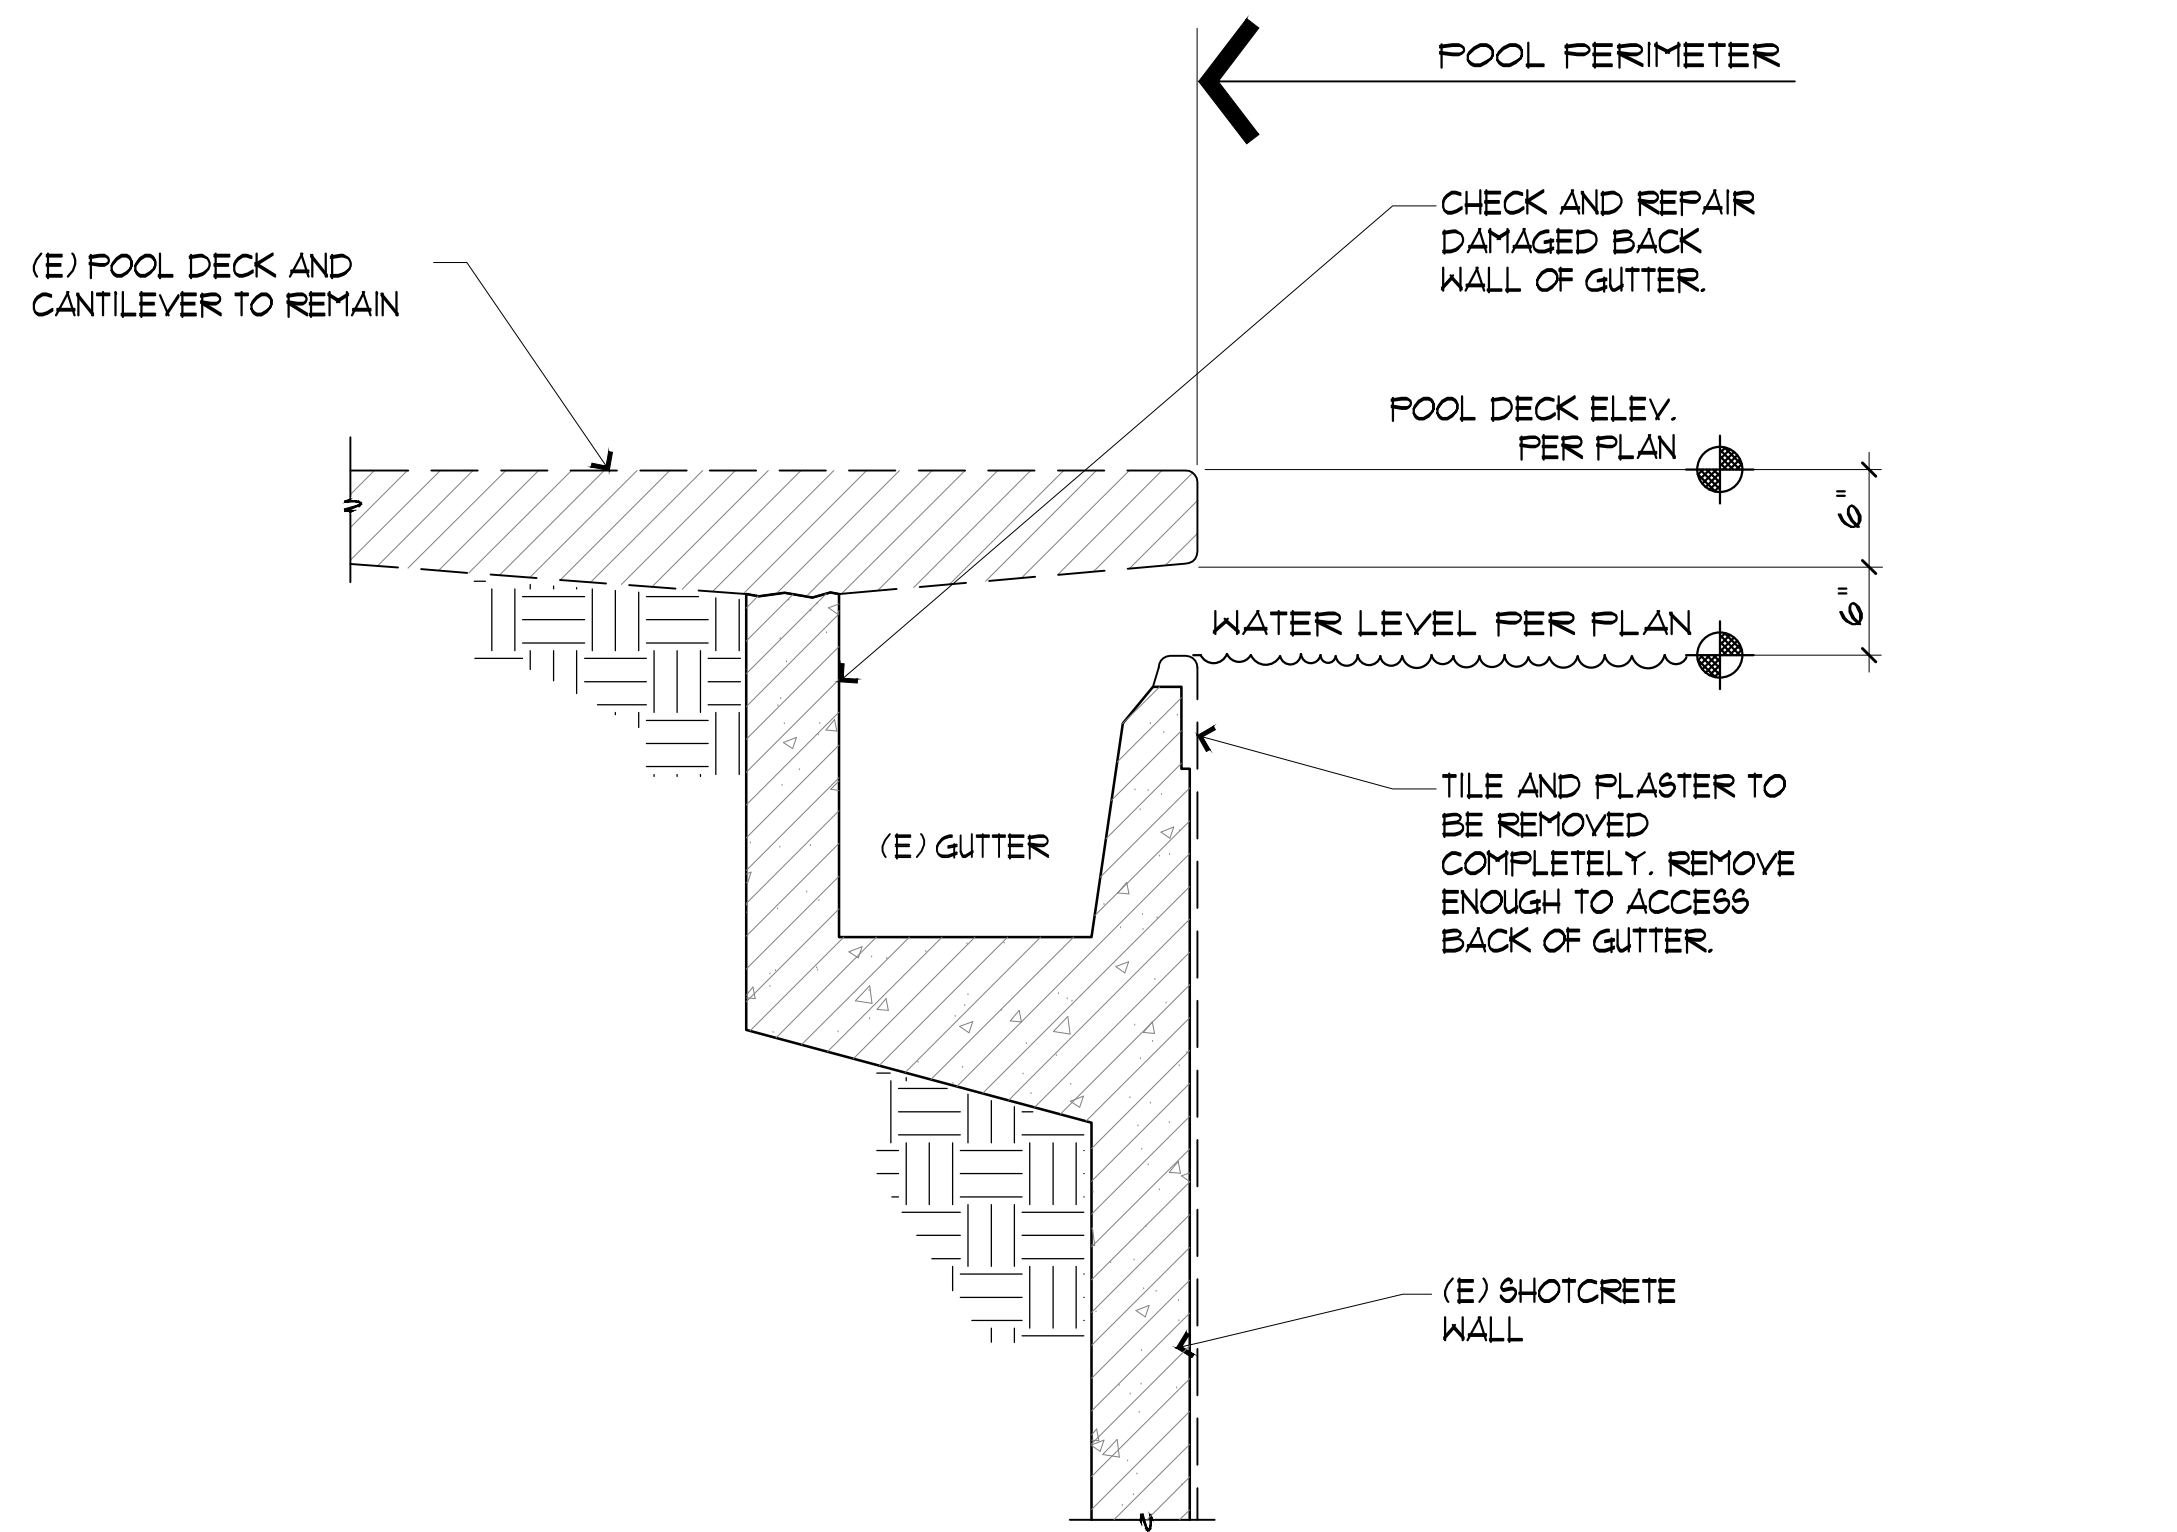 POOL PERIMETER
CHECK AND REPAIR
DAMAGED BACK
WALL OF GUTTER.
(E) POOL DECK AND
CANTILEVER TO REMAIN
POOL DECK ELEV.
PER PLAN
6"
6"
WATER LEVEL PER PLAN
TILE AND PLASTER TO
BE REMOVED
COMPLETELY. REMOVE
ENOUGH TO ACCESS
BACK OF GUTTER.
(E) GUTTER
(E) SHOTCRETE
WALL